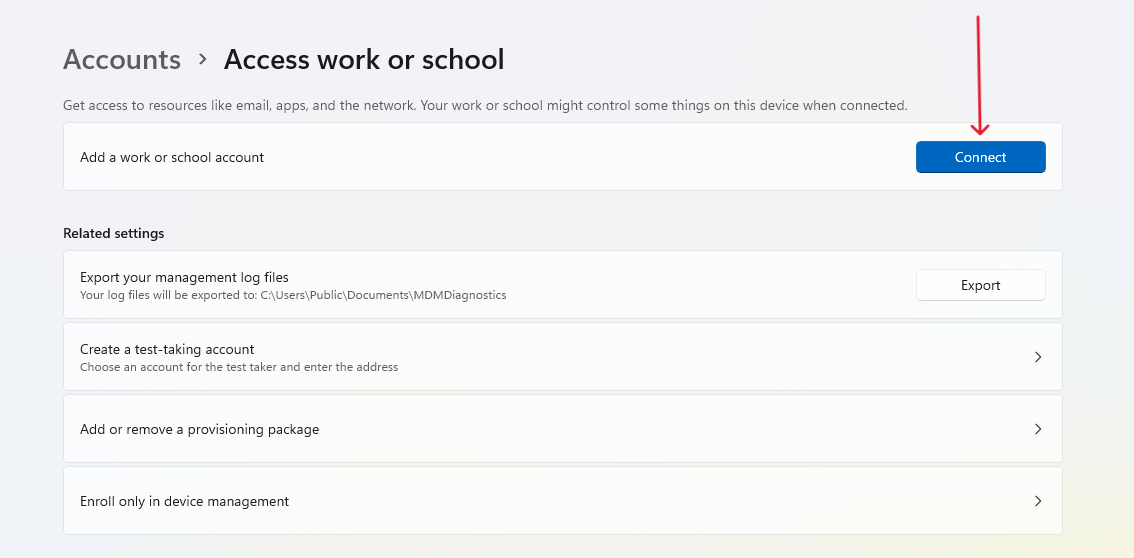 Accounts > Access work or school
Get access to resources like email, apps, and the network. Your work or school might control some things on this device when connected.
Add a work or school account
Connect
Related settings
Export your management log files
Your log files will be exported to: C:\Users\Public\Documents\MDMDiagnostics
Export
Create a test-taking account
Choose an account for the test taker and enter the address
Add or remove a provisioning package
Enroll only in device management